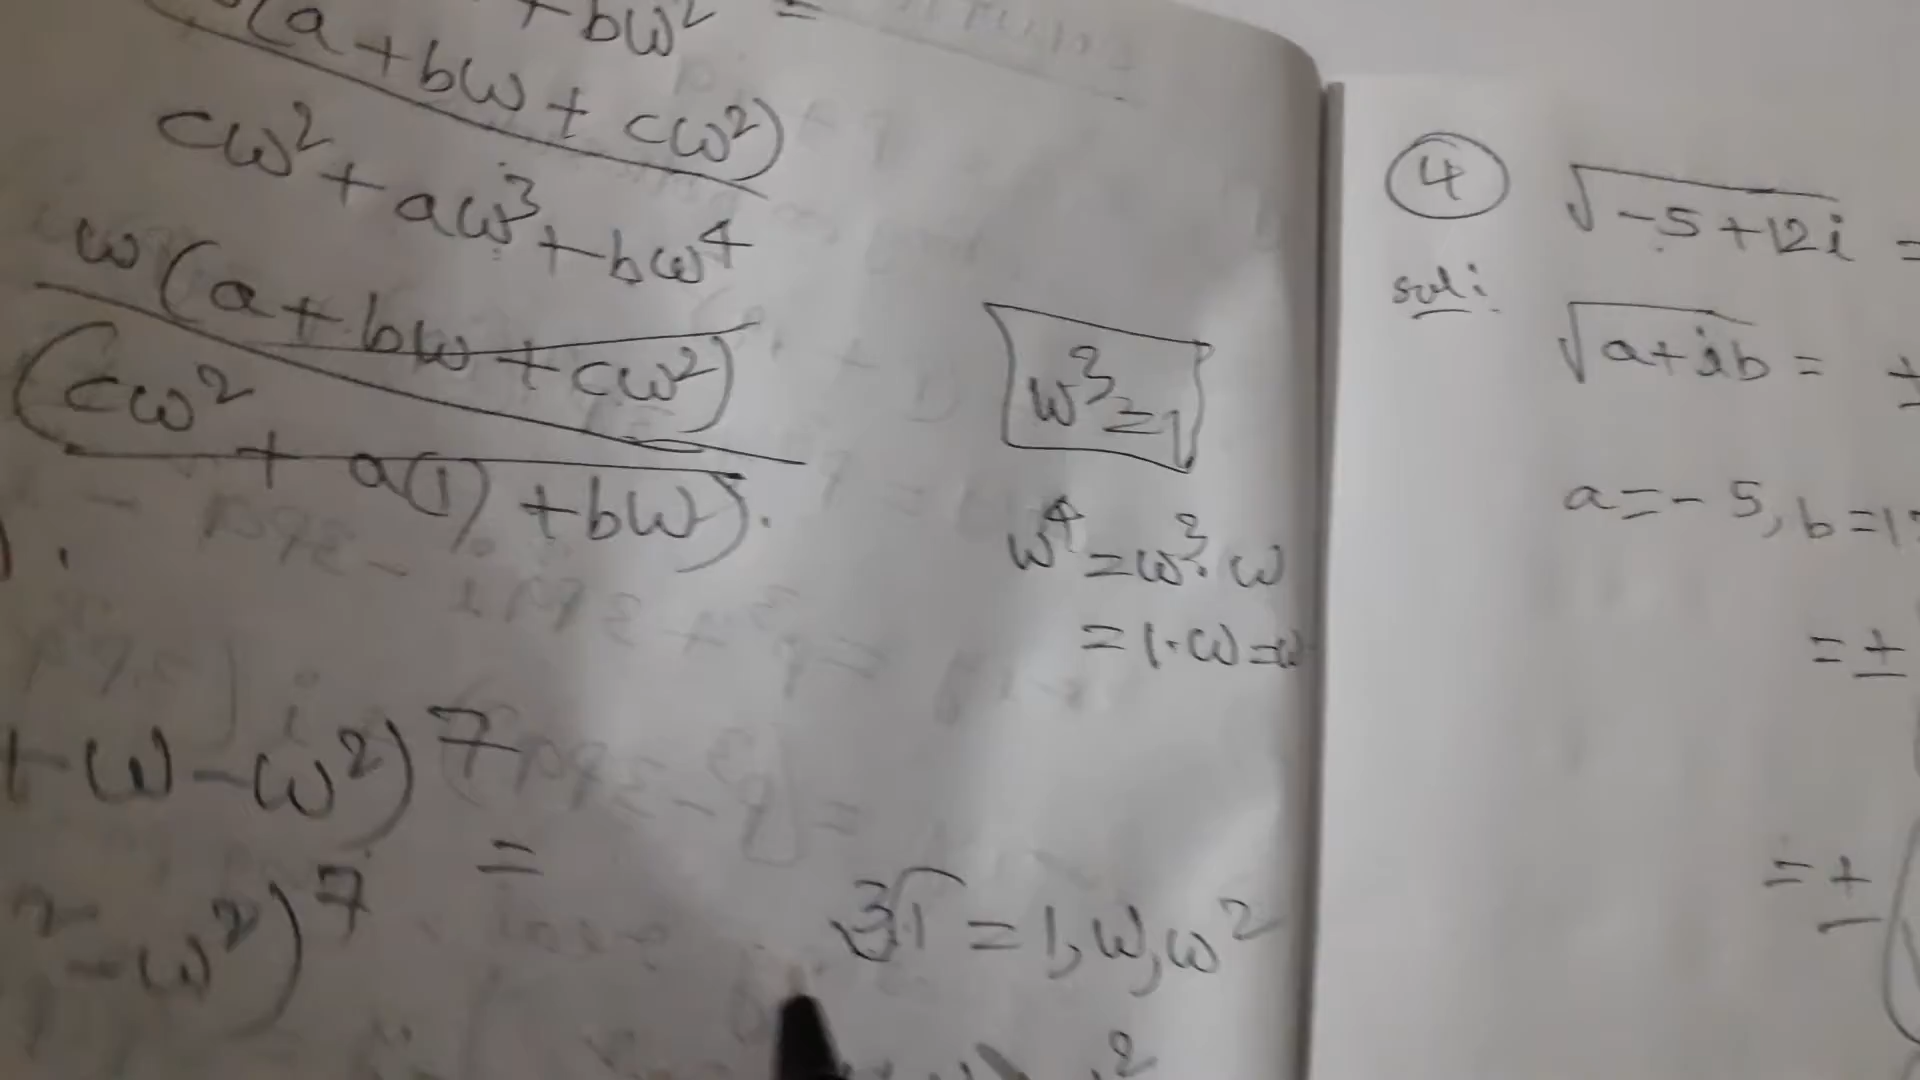 + bω² =
(a + bω + cω²)
cω² + aω³ + bω⁴
ω(a + bω + cω²)
(cω² + a(1) + bω).
ω³ = 1
ω⁴ = ω³· ω
= 1·ω = ω
+ ω - ω²)⁷
=
- ω²)⁷
∛1 = 1, ω, ω²
2
④ √-5+12i =
sol:
√a+ib = ±
a = - 5, b = 1
= ±
= ±